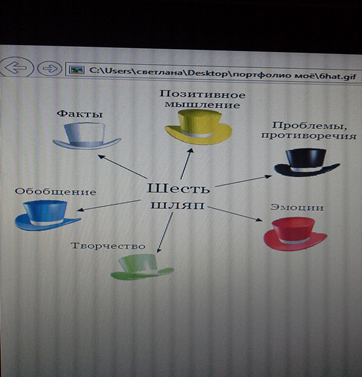 C:\Users\светлана\Desktop\портфолио моё\6hat.gif
Позитивное
мышление
Факты
Проблемы,
противоречия
Шесть
шляп
Обобщение
Эмоции
Творчество